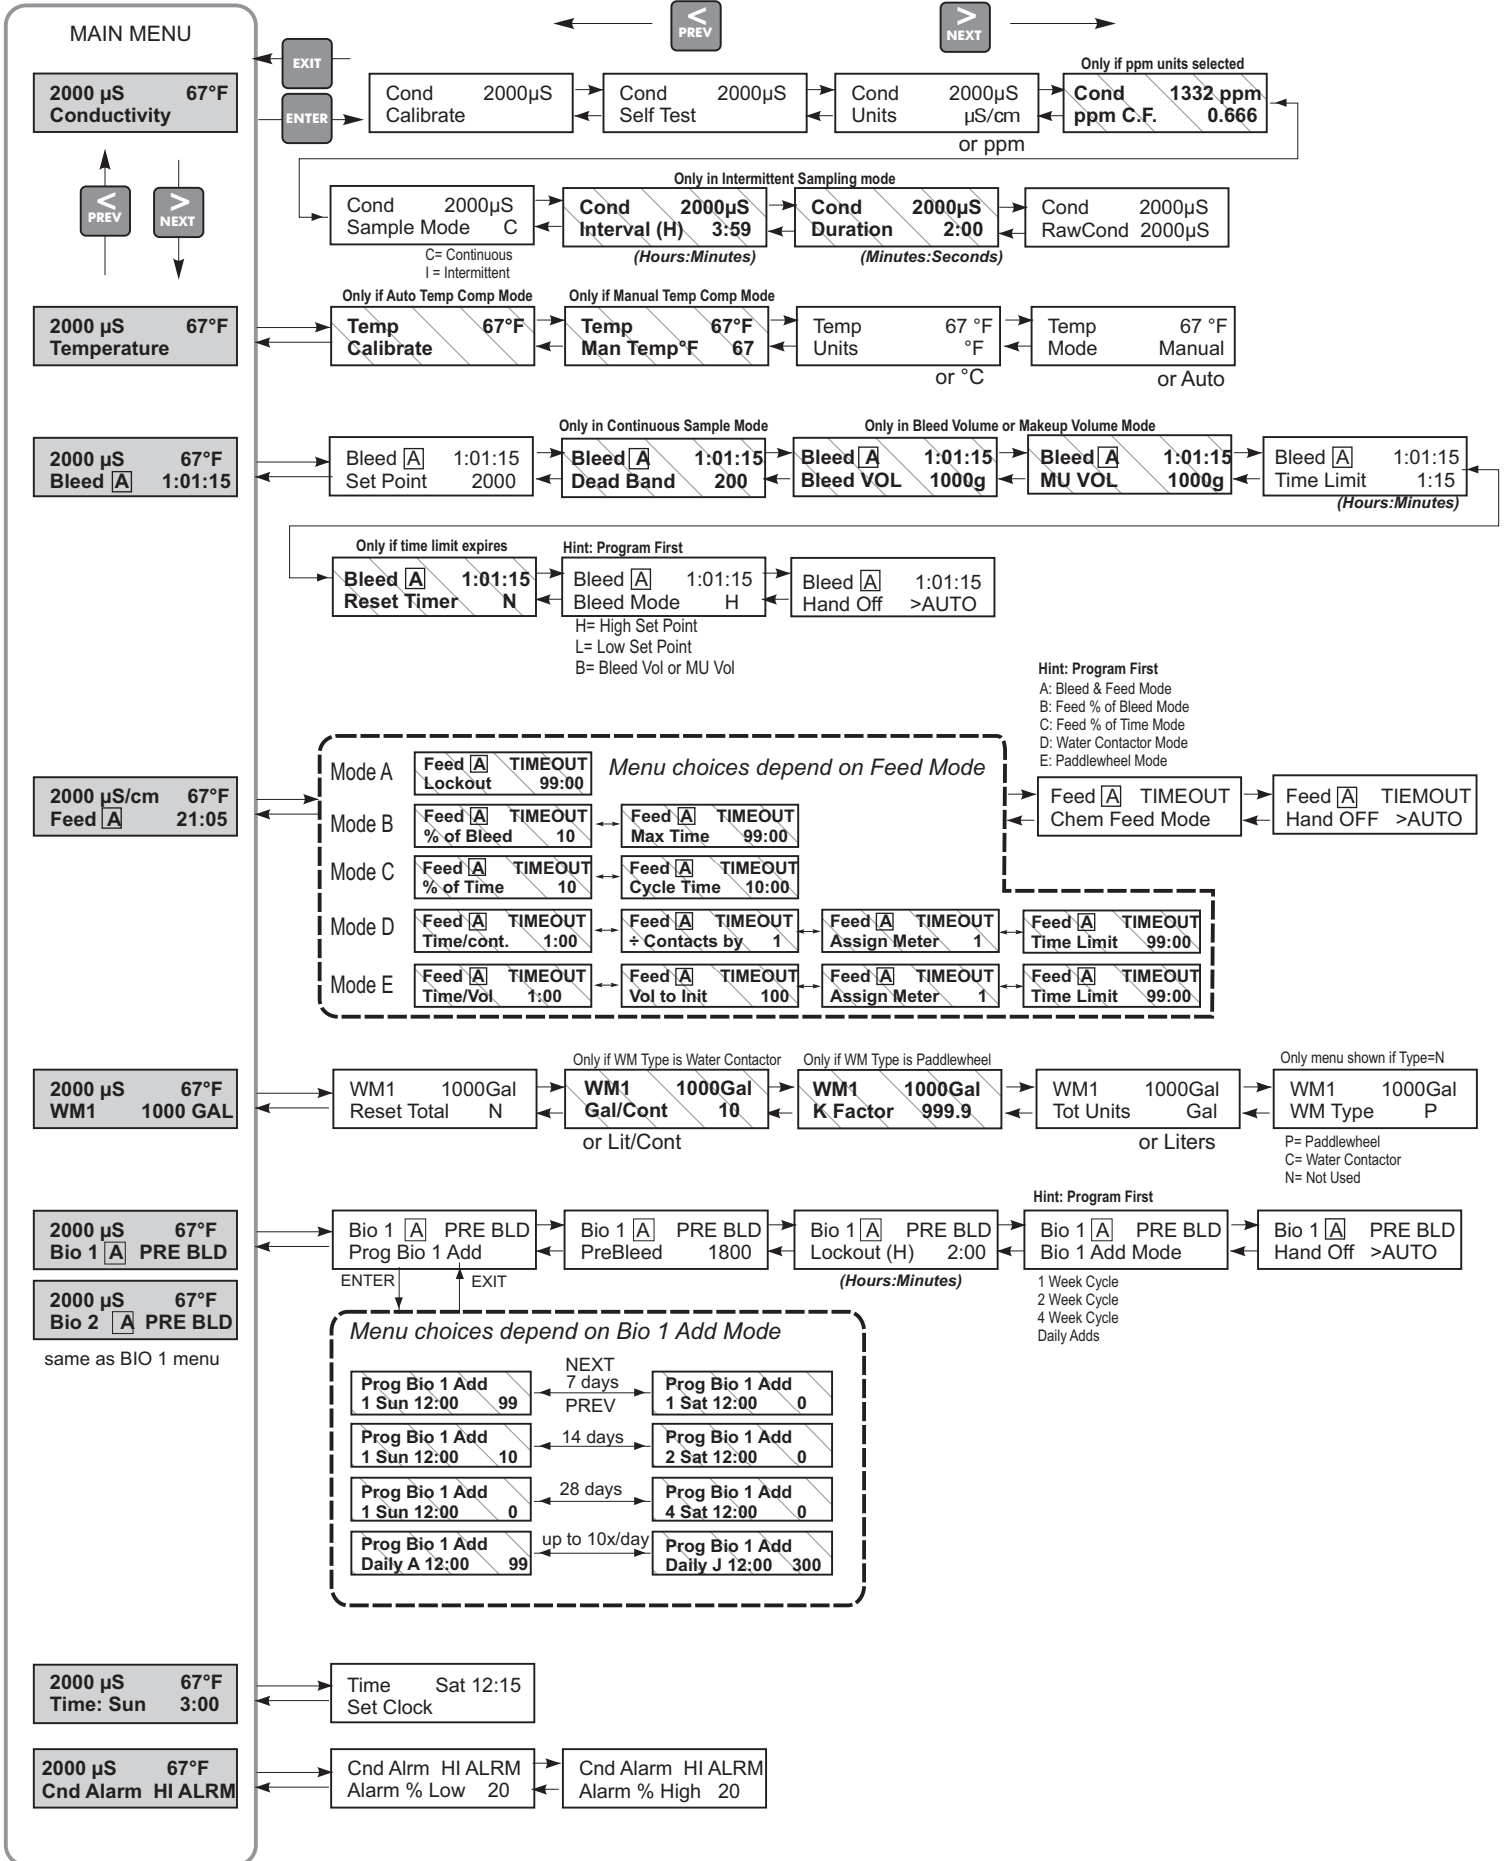 MAIN MENU
<
PREV
>
NEXT
EXIT
ENTER
2000 µS 67°F
Conductivity
Cond 2000µS
Calibrate
Cond 2000µS
Self Test
Cond 2000µS
Units µS/cm
or ppm
Only if ppm units selected
Cond 1332 ppm
ppm C.F. 0.666
<
PREV
>
NEXT
Only in Intermittent Sampling mode
Cond 2000µS
Sample Mode C
C= Continuous
I = Intermittent
Cond 2000µS
Interval (H) 3:59
(Hours:Minutes)
Cond 2000µS
Duration 2:00
(Minutes:Seconds)
Cond 2000µS
RawCond 2000µS
2000 µS 67°F
Temperature
Only if Auto Temp Comp Mode
Temp 67°F
Calibrate
Only if Manual Temp Comp Mode
Temp 67°F
Man Temp°F 67
Temp 67 °F
Units °F
or °C
Temp 67 °F
Mode Manual
or Auto
2000 µS 67°F
Bleed A 1:01:15
Bleed A 1:01:15
Set Point 2000
Only in Continuous Sample Mode
Bleed A 1:01:15
Dead Band 200
Only in Bleed Volume or Makeup Volume Mode
Bleed A 1:01:15
Bleed VOL 1000g
Bleed A 1:01:15
MU VOL 1000g
Bleed A 1:01:15
Time Limit 1:15
(Hours:Minutes)
Only if time limit expires
Bleed A 1:01:15
Reset Timer N
Hint: Program First
Bleed A 1:01:15
Bleed Mode H
H= High Set Point
L= Low Set Point
B= Bleed Vol or MU Vol
Bleed A 1:01:15
Hand Off >AUTO
Hint: Program First
A: Bleed & Feed Mode
B: Feed % of Bleed Mode
C: Feed % of Time Mode
D: Water Contactor Mode
E: Paddlewheel Mode
2000 µS/cm 67°F
Feed A 21:05
Menu choices depend on Feed Mode
Mode A
Feed A TIMEOUT
Lockout 99:00
Mode B
Feed A TIMEOUT
% of Bleed 10
Feed A TIMEOUT
Max Time 99:00
Mode C
Feed A TIMEOUT
% of Time 10
Feed A TIMEOUT
Cycle Time 10:00
Mode D
Feed A TIMEOUT
Time/cont. 1:00
Feed A TIMEOUT
÷ Contacts by 1
Feed A TIMEOUT
Assign Meter 1
Feed A TIMEOUT
Time Limit 99:00
Mode E
Feed A TIMEOUT
Time/Vol 1:00
Feed A TIMEOUT
Vol to Init 100
Feed A TIMEOUT
Assign Meter 1
Feed A TIMEOUT
Time Limit 99:00
Feed A TIMEOUT
Chem Feed Mode
Feed A TIEMOUT
Hand OFF >AUTO
2000 µS 67°F
WM1 1000 GAL
WM1 1000Gal
Reset Total N
Only if WM Type is Water Contactor
WM1 1000Gal
Gal/Cont 10
or Lit/Cont
Only if WM Type is Paddlewheel
WM1 1000Gal
K Factor 999.9
WM1 1000Gal
Tot Units Gal
or Liters
Only menu shown if Type=N
WM1 1000Gal
WM Type P
P= Paddlewheel
C= Water Contactor
N= Not Used
2000 µS 67°F
Bio 1 A PRE BLD
2000 µS 67°F
Bio 2 A PRE BLD
same as BIO 1 menu
Bio 1 A PRE BLD
Prog Bio 1 Add
ENTER
EXIT
Bio 1 A PRE BLD
PreBleed 1800
Bio 1 A PRE BLD
Lockout (H) 2:00
(Hours:Minutes)
Hint: Program First
Bio 1 A PRE BLD
Bio 1 Add Mode
1 Week Cycle
2 Week Cycle
4 Week Cycle
Daily Adds
Bio 1 A PRE BLD
Hand Off >AUTO
Menu choices depend on Bio 1 Add Mode
Prog Bio 1 Add
1 Sun 12:00 99
NEXT
7 days
PREV
Prog Bio 1 Add
1 Sat 12:00 0
Prog Bio 1 Add
1 Sun 12:00 10
14 days
Prog Bio 1 Add
2 Sat 12:00 0
Prog Bio 1 Add
1 Sun 12:00 0
28 days
Prog Bio 1 Add
4 Sat 12:00 0
Prog Bio 1 Add
Daily A 12:00 99
up to 10x/day
Prog Bio 1 Add
Daily J 12:00 300
2000 µS 67°F
Time: Sun 3:00
Time Sat 12:15
Set Clock
2000 µS 67°F
Cnd Alarm HI ALRM
Cnd Alrm HI ALRM
Alarm % Low 20
Cnd Alarm HI ALRM
Alarm % High 20